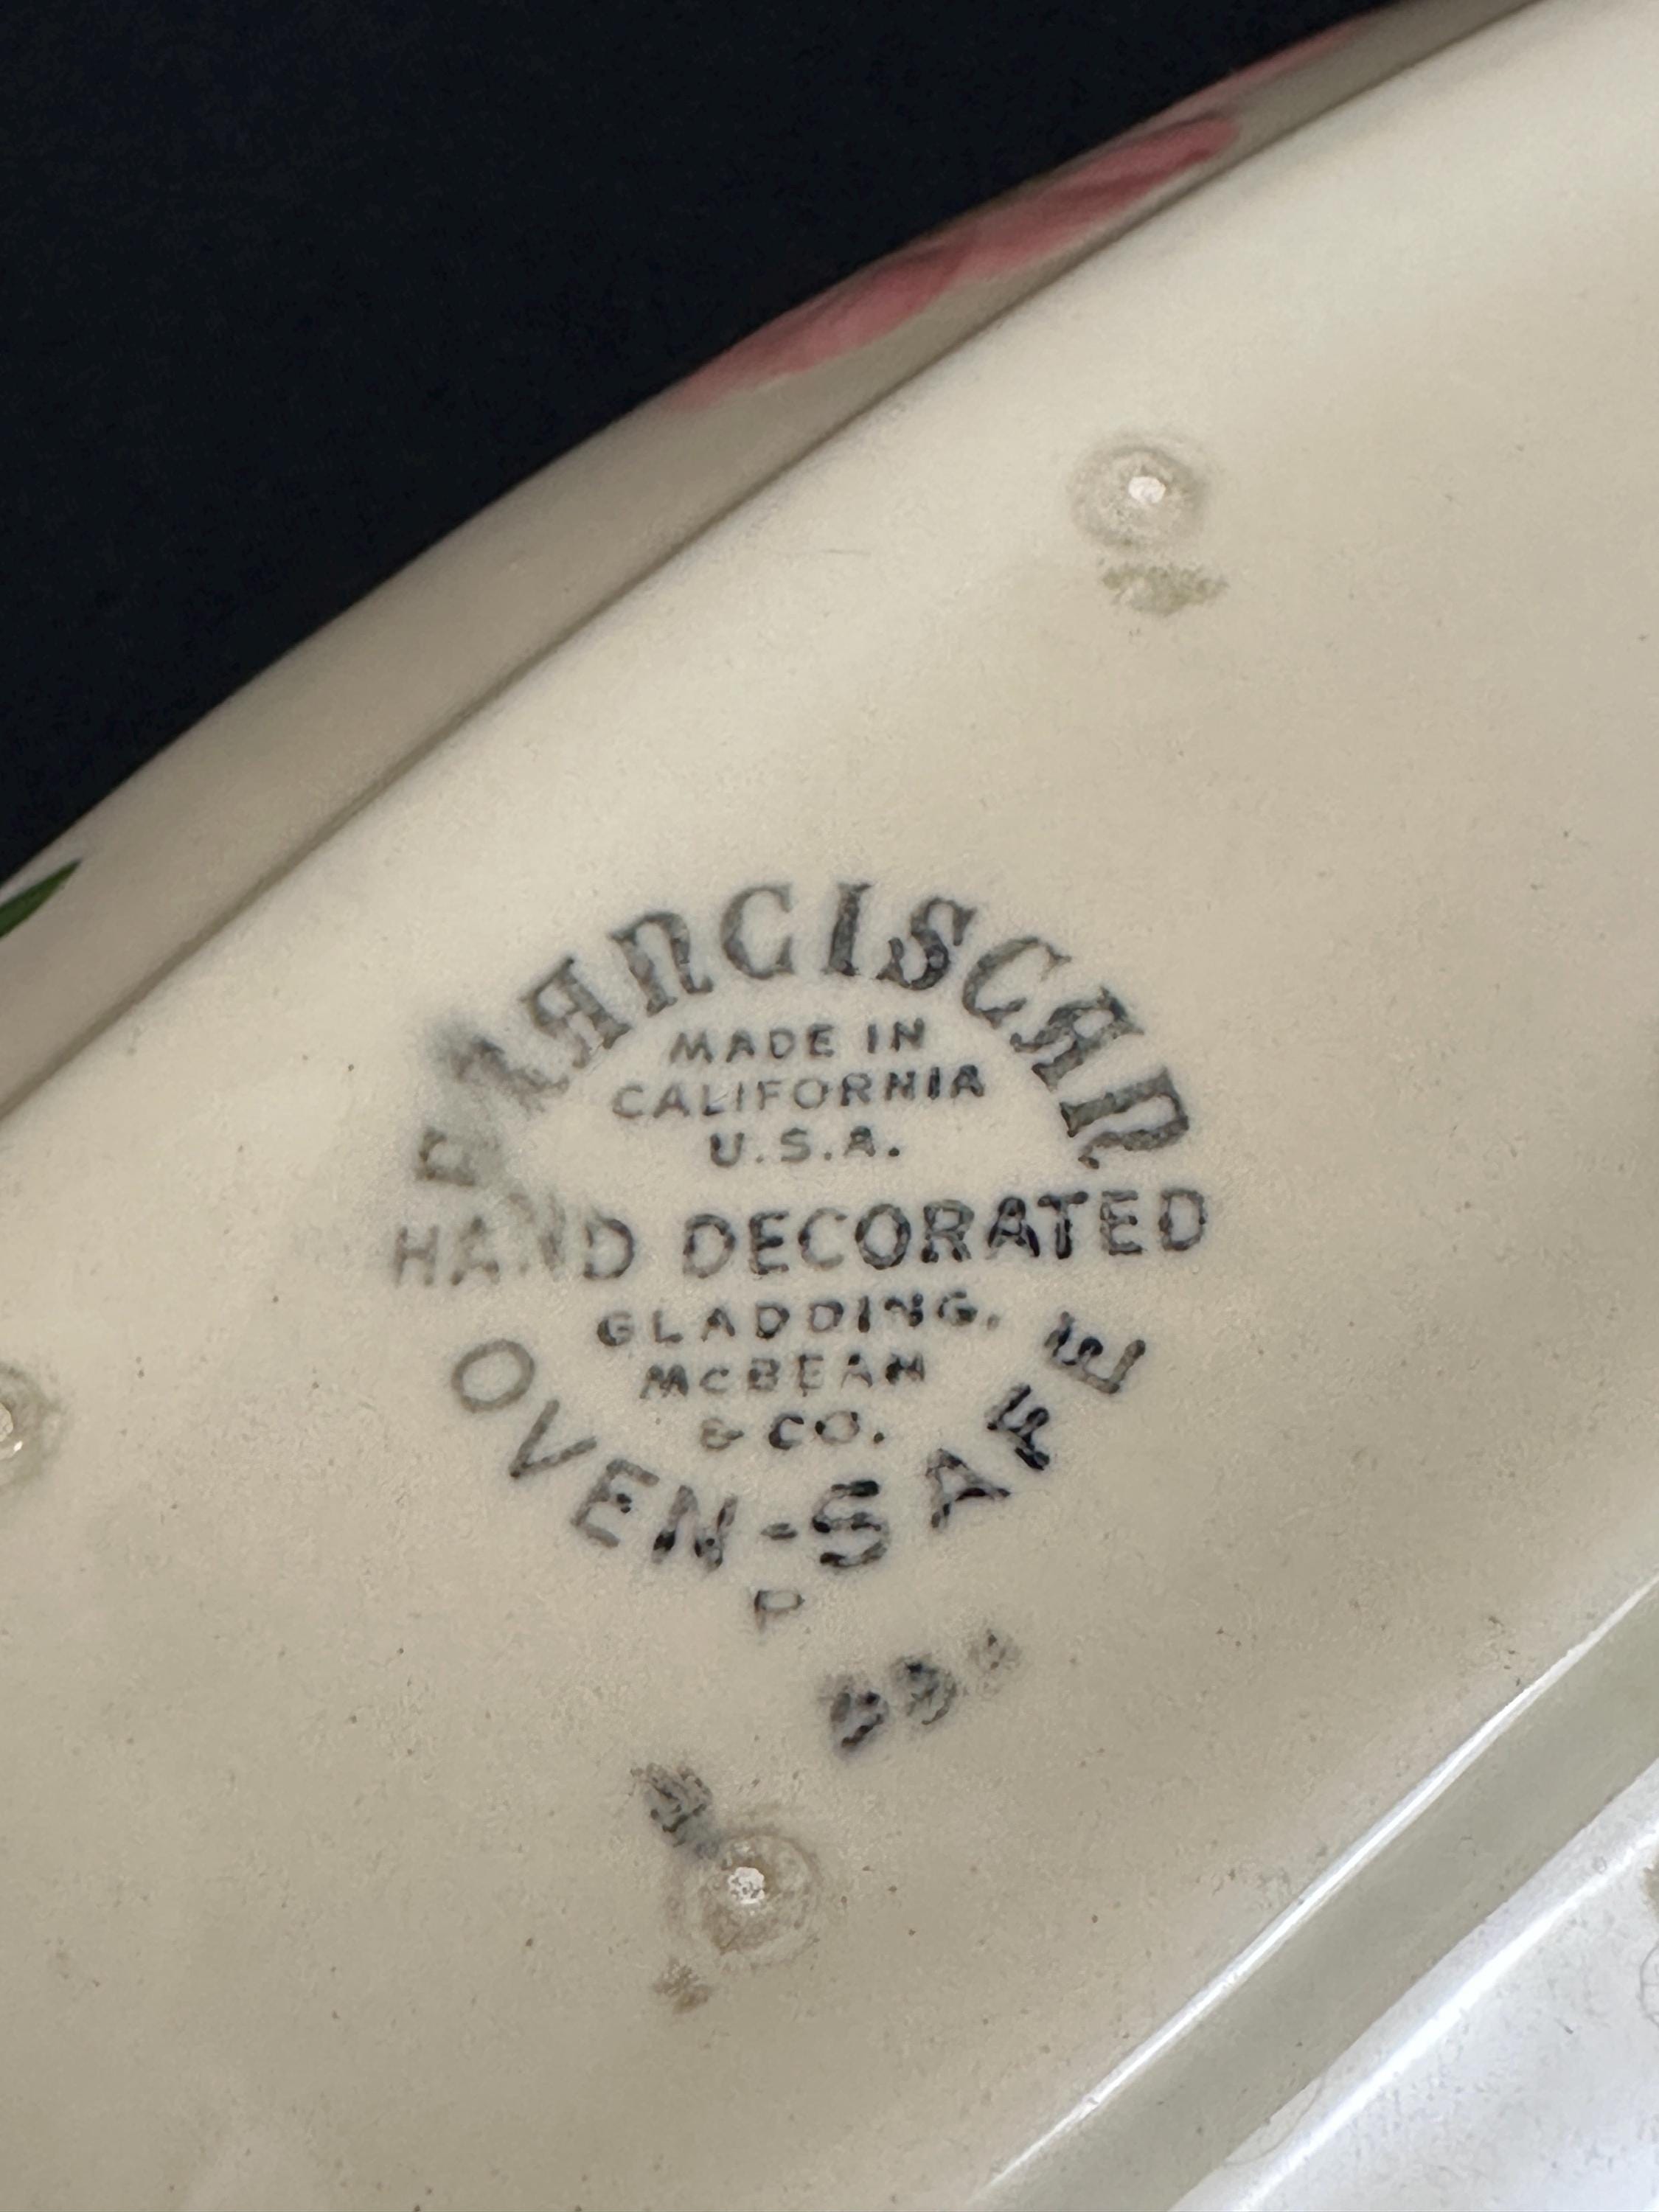 FRANCISCAN
MADE IN
CALIFORNIA
U.S.A.
HAND DECORATED
GLADDING,
McBEAN
& CO.
OVEN-SAFE
P